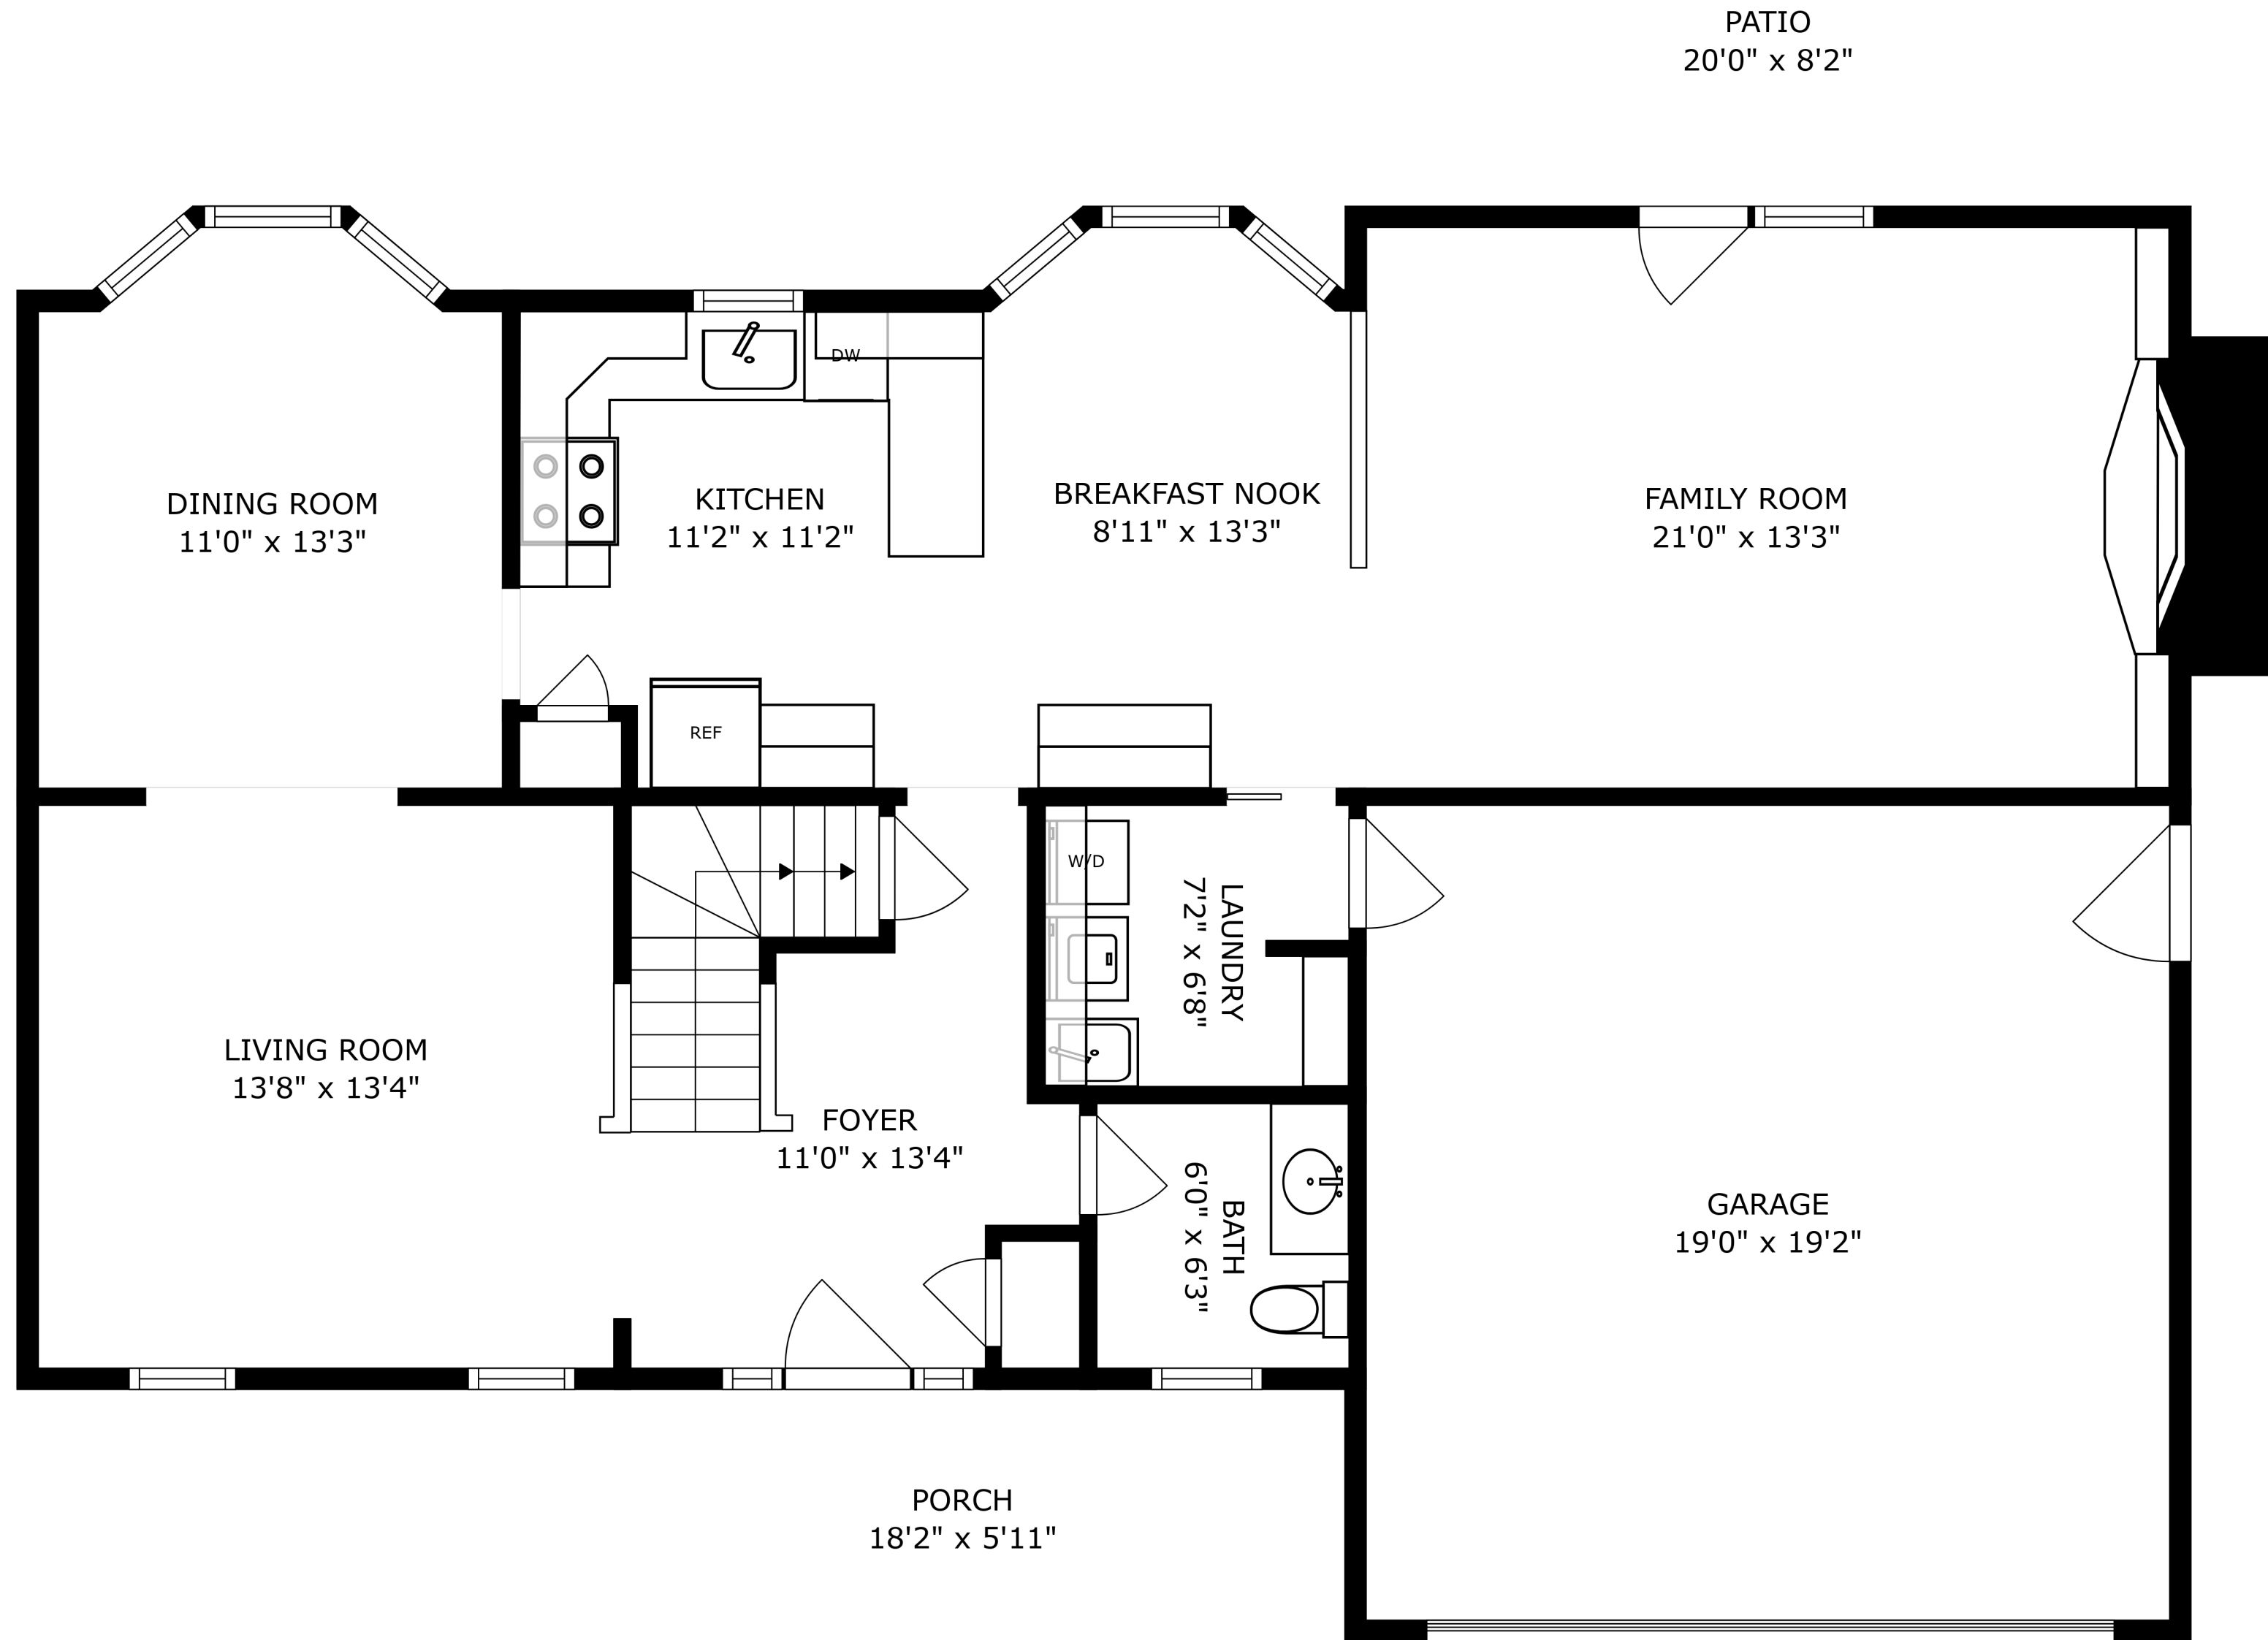 PATIO
20'0" x 8'2"
DW
DINING ROOM
11'0" x 13'3"
KITCHEN
11'2" x 11'2"
BREAKFAST NOOK
8'11" x 13'3"
FAMILY ROOM
21'0" x 13'3"
REF
W/D
LAUNDRY
7'2" x 6'8"
LIVING ROOM
13'8" x 13'4"
FOYER
11'0" x 13'4"
BATH
6'0" x 6'3"
GARAGE
19'0" x 19'2"
PORCH
18'2" x 5'11"